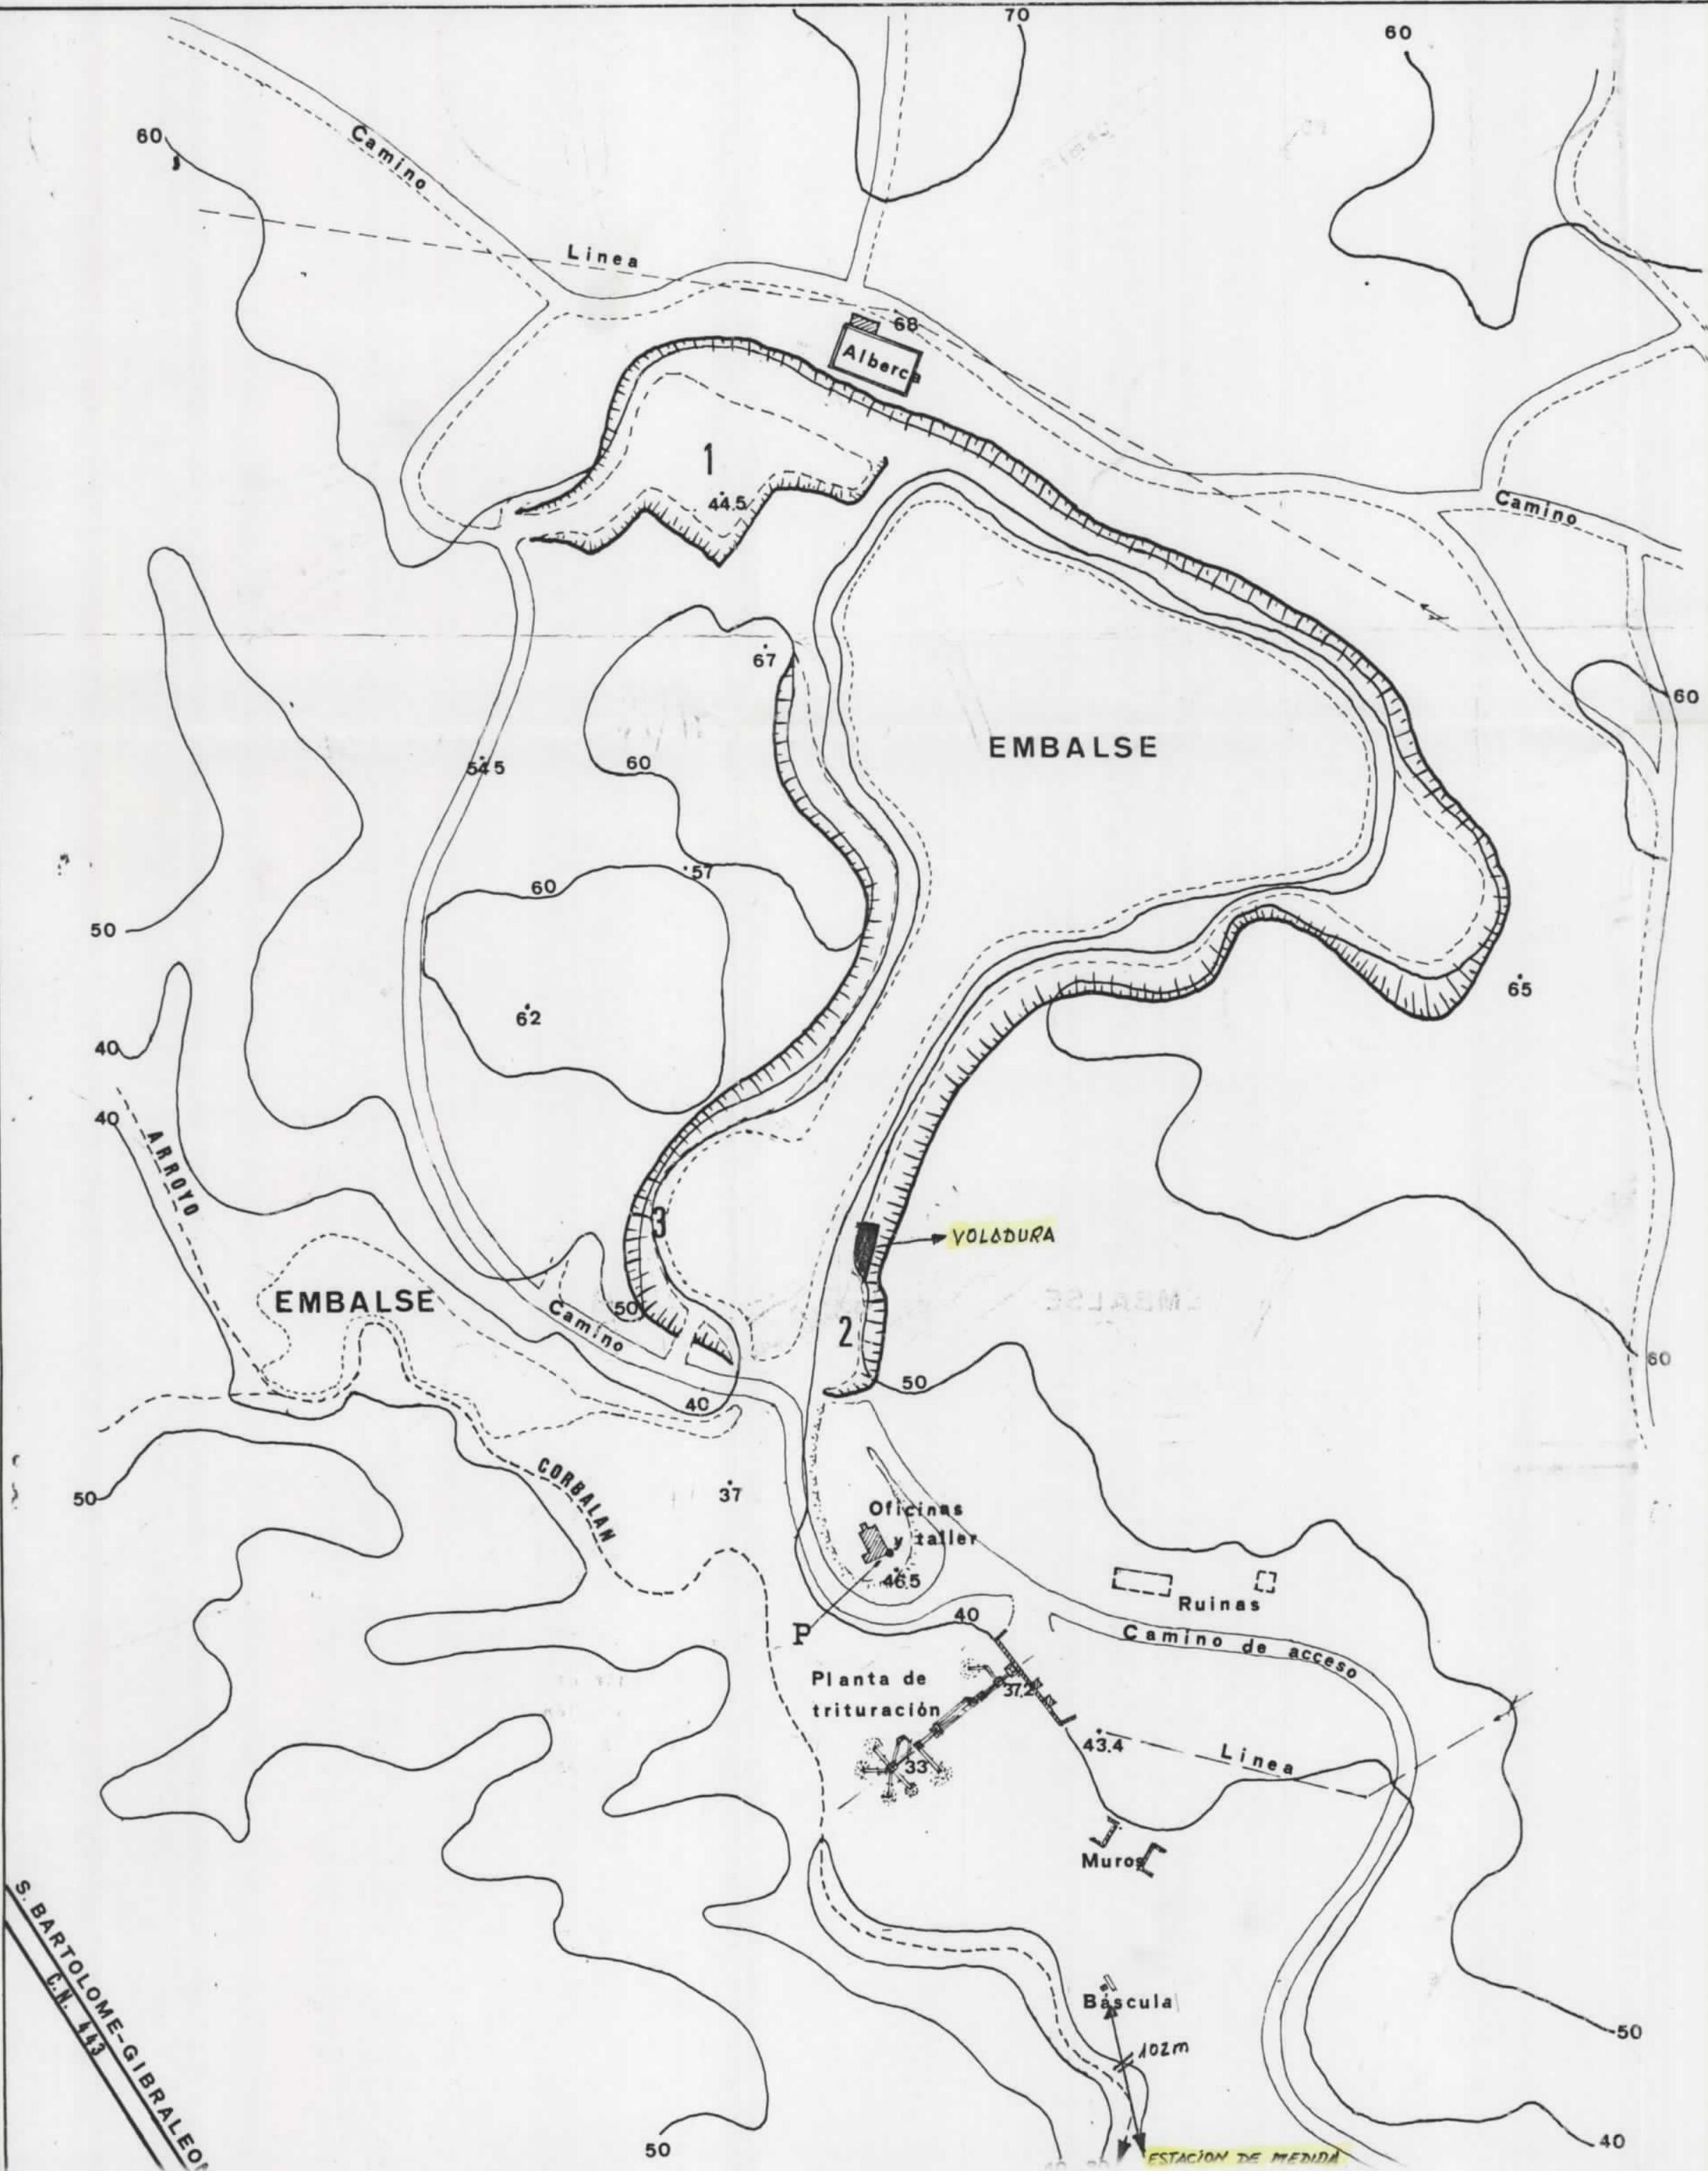 70
60
60
Camino
Linea
68
Alberca
1
44.5
Camino
67
60
EMBALSE
54.5
60
57
60
50
62
65
40
40
ARROYO
3
VOLADURA
EMBALSE
50
Camino
2
50
60
40
CORBALAN
37
50
Oficinas
y taller
46.5
Ruinas
40
P
Camino de acceso
Planta de
trituración
37.2
43.4
Linea
33
Muros
S. BARTOLOME-GIBRALEON
C.N. 443
Báscula
102m
50
50
40
ESTACION DE MEDIDA